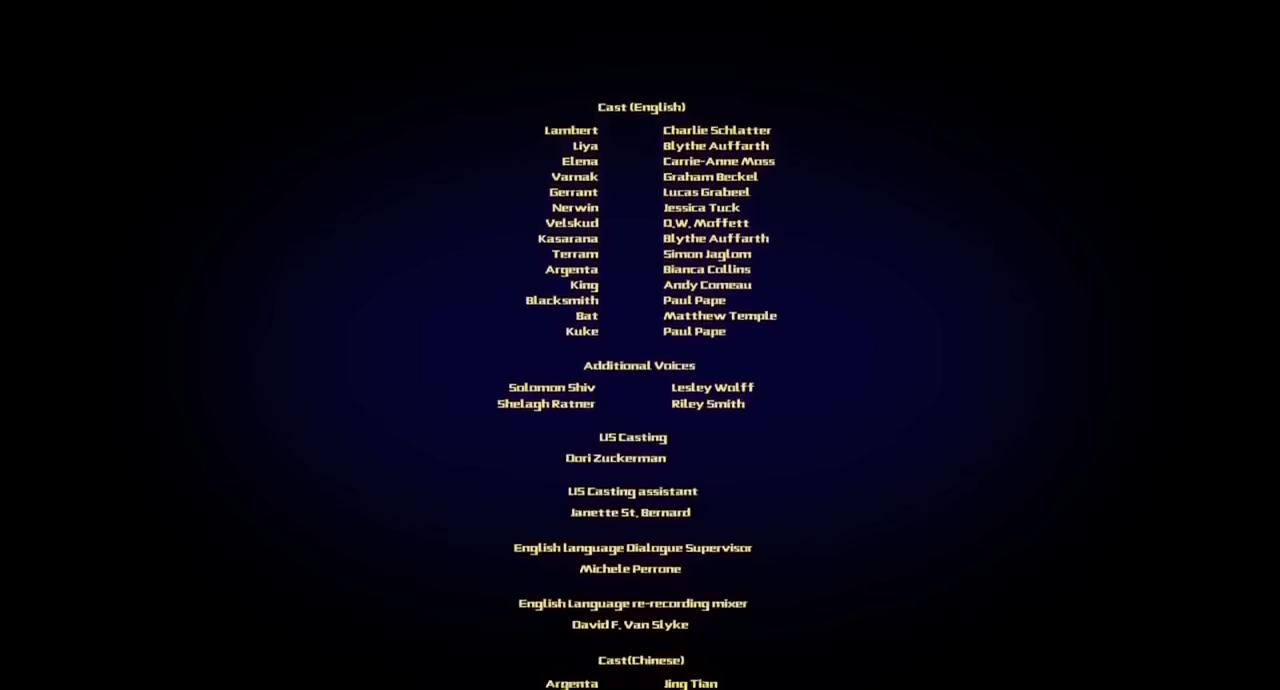 Cast (English)
Lambert Charlie Schlatter
Liya Blythe Auffarth
Elena Carrie-Anne Moss
Varnak Graham Beckel
Gerrant Lucas Grabeel
Nerwin Jessica Tuck
Velskud D.W. Moffett
Kasarana Blythe Auffarth
Terram Simon Jaglom
Argenta Bianca Collins
King Andy Comeau
Blacksmith Paul Pape
Bat Matthew Temple
Kuke Paul Pape
Additional Voices
Solomon Shiv Lesley Wolff
Shelagh Ratner Riley Smith
US Casting
Dori Zuckerman
US Casting assistant
Janette St. Bernard
English language Dialogue Supervisor
Michele Perrone
English Language re-recording mixer
David F. Van Slyke
Cast(Chinese)
Argenta Jing Tian